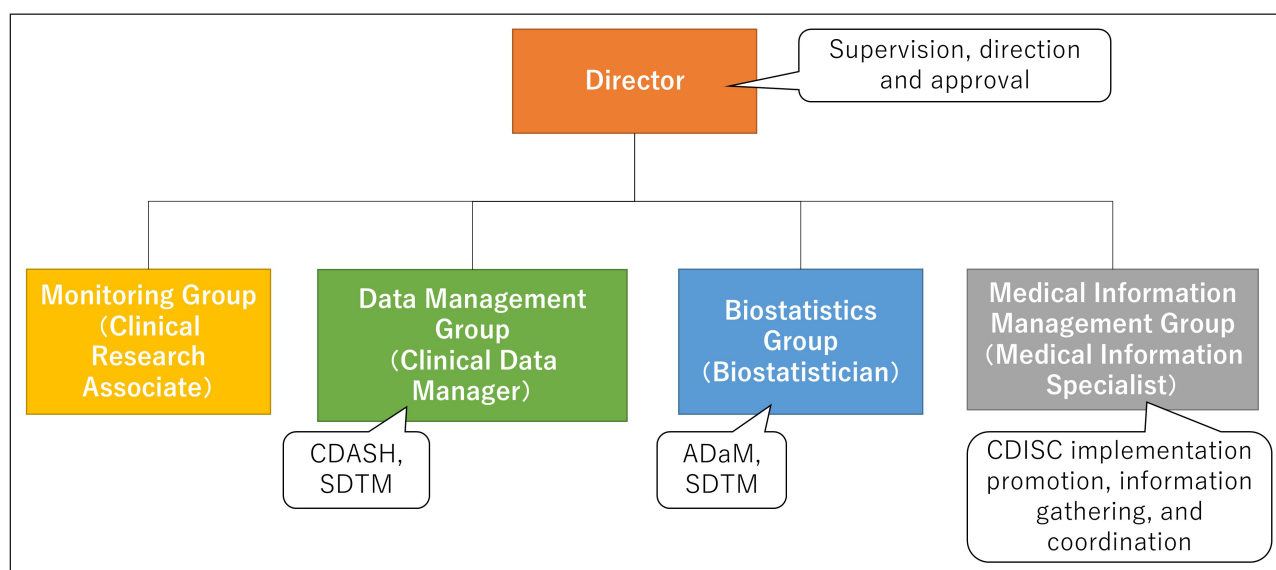 Director
Supervision, direction
and approval
Monitoring Group
(Clinical
Research
Associate)
Data Management
Group
(Clinical Data
Manager)
Biostatistics
Group
(Biostatistician)
Medical Information
Management Group
(Medical Information
Specialist)
CDASH,
SDTM
ADaM,
SDTM
CDISC implementation
promotion, information
gathering, and
coordination